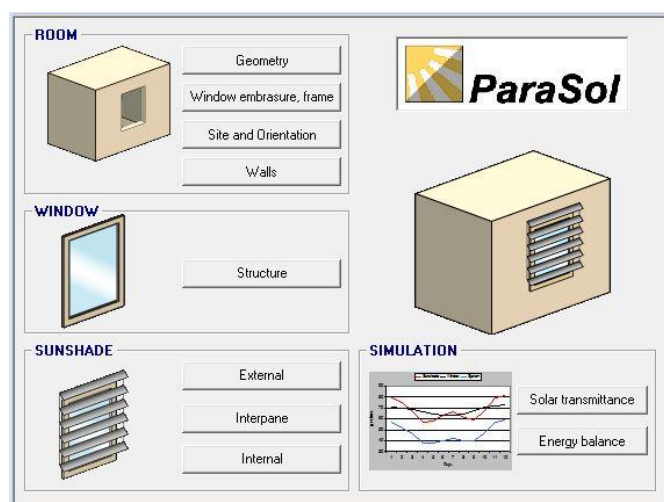 ROOM
Geometry
Window embrasure, frame
Site and Orientation
Walls
ParaSol
WINDOW
Structure
SUNSHADE
External
Interpane
Internal
SIMULATION
Solar transmittance
Energy balance